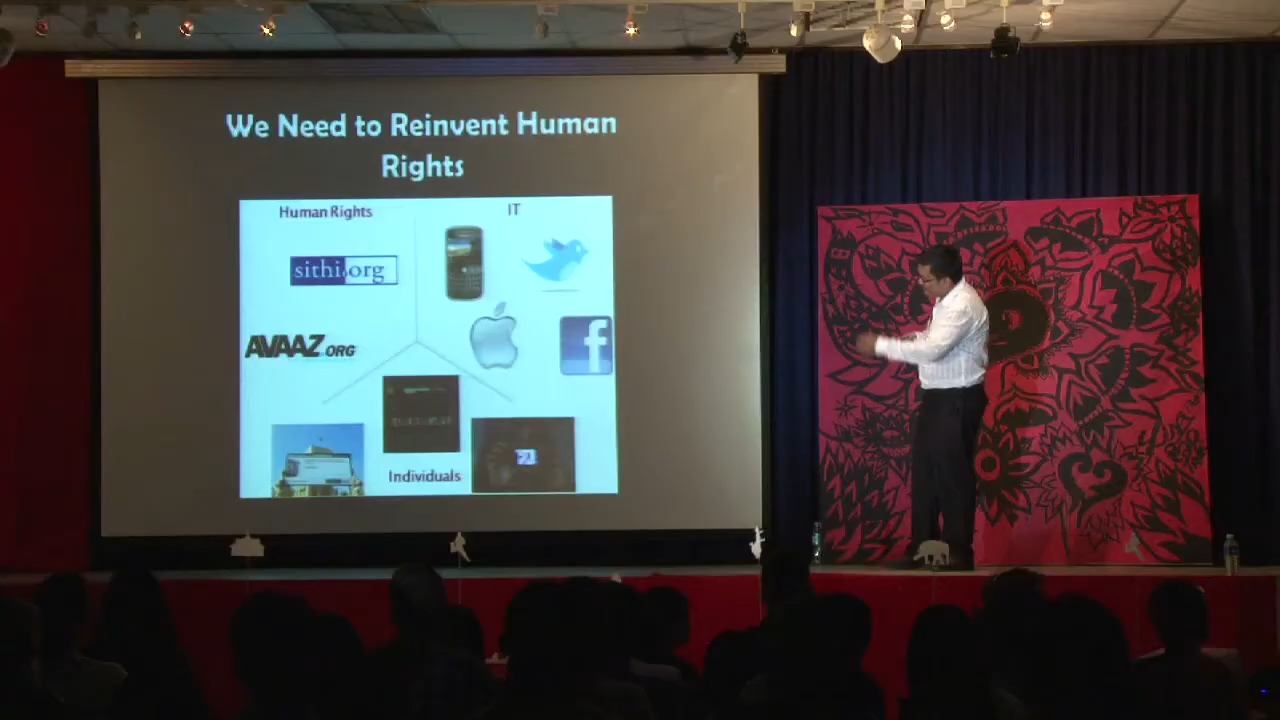 We Need to Reinvent Human
Rights
Human Rights
IT
sithi.org
AVAAZ.ORG
f
Individuals